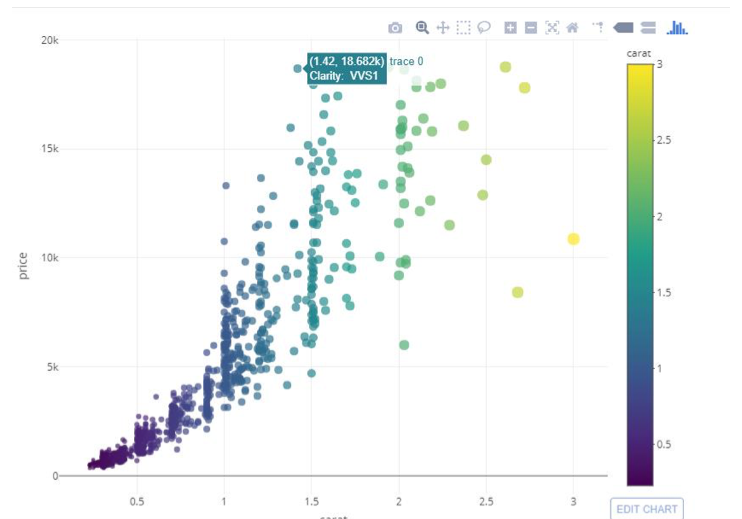 20k
15k
10k
5k
0
price
(1.42, 18.682k) trace 0
Clarity: VVS1
0.5
1
1.5
2
2.5
3
carat
carat
3
2.5
2
1.5
1
0.5
EDIT CHART